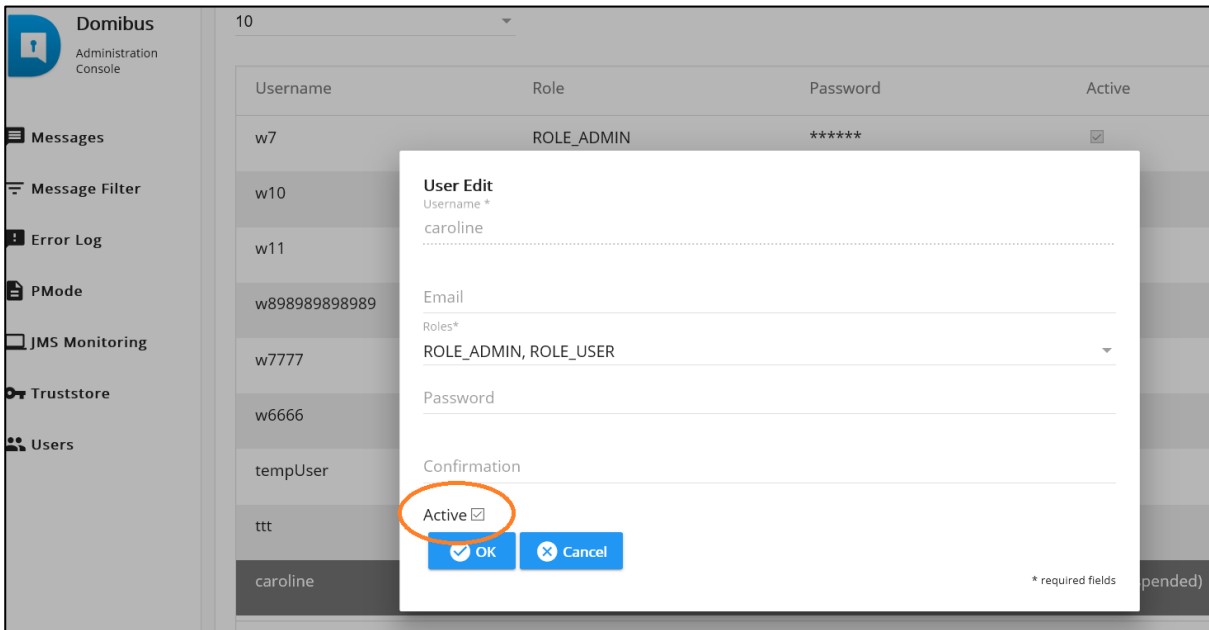 Domibus
Administration
Console
Messages
Message Filter
Error Log
PMode
JMS Monitoring
Truststore
Users
10
Username Role Password Active
w7 ROLE_ADMIN ******
w10
w11
w898989898989
w7777
w6666
tempUser
ttt
caroline
User Edit
Username *
caroline
Email
Roles*
ROLE_ADMIN, ROLE_USER
Password
Confirmation
Active
OK Cancel
* required fields
pended)